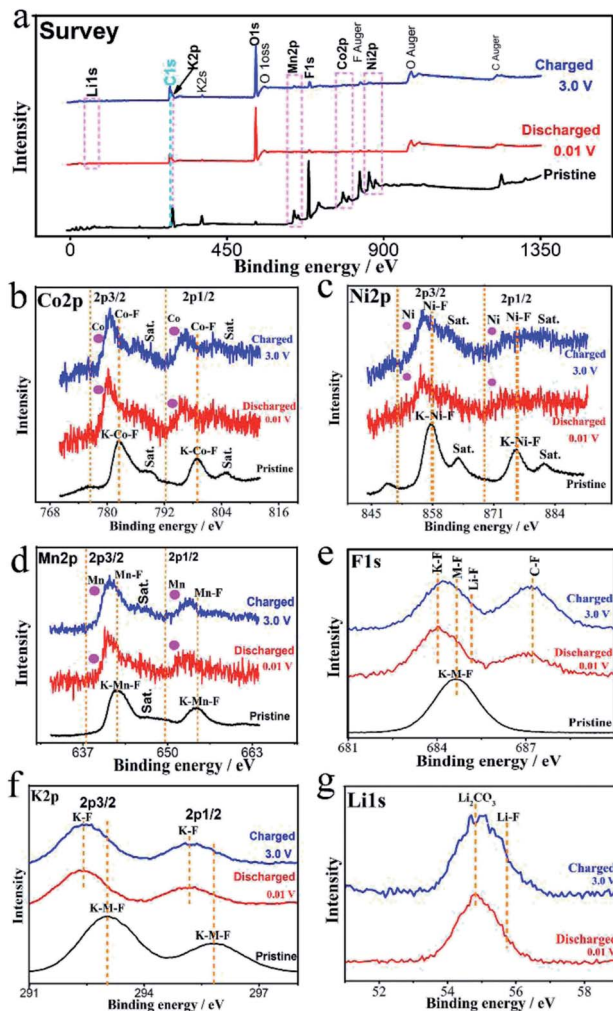 a
Survey
Li1s
C1s
K2p
K2s
O1s
O loss
Mn2p
F1s
Co2p
F Auger
Ni2p
O Auger
C Auger
Charged
3.0 V
Discharged
0.01 V
Pristine
Intensity
0 450 900 1350
Binding energy / eV
b
Co2p
2p3/2 2p1/2
Co Co-F Sat. Co Co-F Sat.
Charged
3.0 V
Discharged
0.01 V
K-Co-F Sat. K-Co-F Sat.
Pristine
Intensity
768 780 792 804 816
Binding energy / eV
c
Ni2p
2p3/2 2p1/2
Ni Ni-F Sat. Ni Ni-F Sat.
Charged
3.0 V
Discharged
0.01 V
K-Ni-F Sat. K-Ni-F Sat.
Pristine
Intensity
845 858 871 884
Binding energy / eV
d
Mn2p
2p3/2 2p1/2
Mn Mn-F Sat. Mn Mn-F
Charged
3.0 V
Discharged
0.01 V
K-Mn-F Sat. K-Mn-F
Pristine
Intensity
637 650 663
Binding energy / eV
e
F1s
K-F
M-F
Li-F
C-F
Charged
3.0 V
Discharged
0.01 V
K-M-F
Pristine
Intensity
681 684 687
Binding energy / eV
f
K2p
2p3/2 2p1/2
K-F K-F
Charged
3.0 V
Discharged
0.01 V
K-M-F K-M-F
Pristine
Intensity
291 294 297
Binding energy / eV
g
Li1s
Li₂CO₃
Li-F
Charged
3.0 V
Discharged
0.01 V
Intensity
52 54 56 58
Binding energy / eV